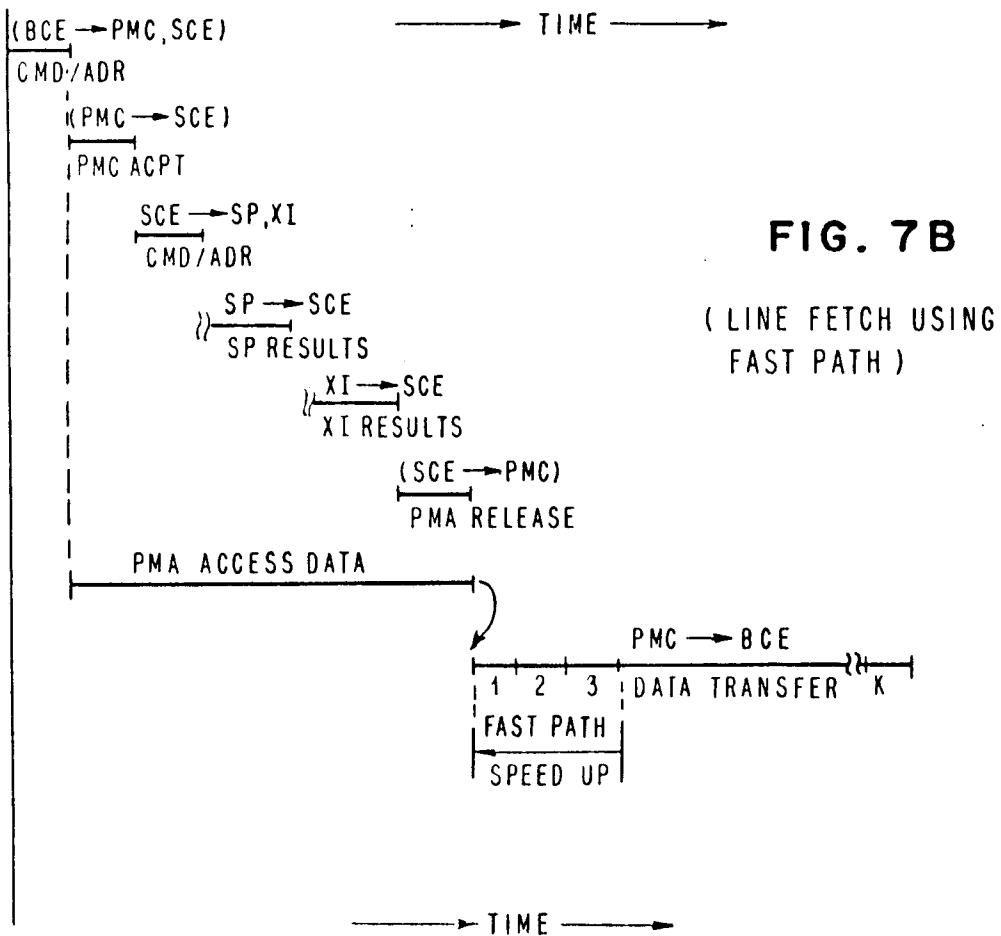 (BCE → PMC, SCE)
→ TIME →
CMD/ADR
(PMC → SCE)
PMC ACPT
SCE → SP, XI
CMD/ADR
FIG. 7B
(LINE FETCH USING
FAST PATH)
SP → SCE
SP RESULTS
XI → SCE
XI RESULTS
(SCE → PMC)
PMA RELEASE
PMA ACCESS DATA
PMC → BCE
1 2 3 DATA TRANSFER K
FAST PATH
SPEED UP
→ TIME →